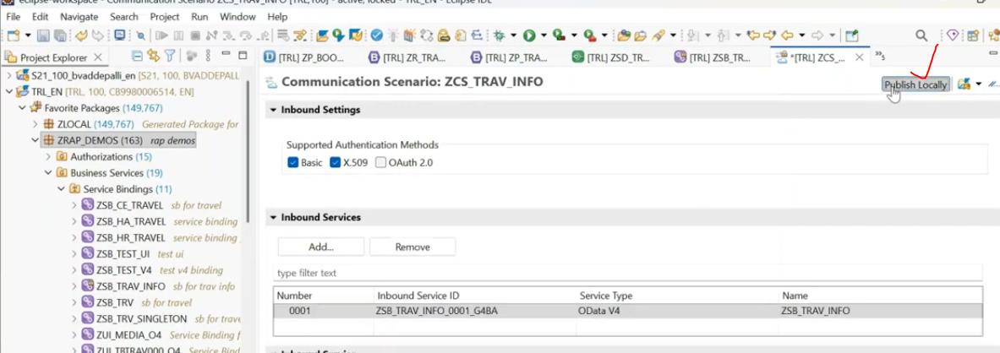 eclipse-workspace - Communication Scenario ZCS_TRAV_INFO [TRL,100] - active, locked - TRL_EN - Eclipse IDE
File Edit Navigate Search Project Run Window Help
Project Explorer
[TRL] ZP_BOO... [TRL] ZR_TRA... [TRL] ZP_TRA... [TRL] ZSD_TR... [TRL] ZSB_TR... *[TRL] ZCS_... »5
S21_100_bvaddepalli_en [S21, 100, BVADDEPALL
TRL_EN [TRL, 100, CB9980006514, EN]
Favorite Packages (149,767)
ZLOCAL (149,767) Generated Package for
ZRAP_DEMOS (163) rap demos
Authorizations (15)
Business Services (19)
Service Bindings (11)
ZSB_CE_TRAVEL sb for travel
ZSB_HA_TRAVEL service binding
ZSB_HR_TRAVEL service binding
ZSB_TEST_UI test ui
ZSB_TEST_V4 test v4 binding
ZSB_TRAV_INFO sb for trav info
ZSB_TRV sb for travel
ZSB_TRV_SINGLETON sb for trave
ZUI_MEDIA_O4 Service Binding f
ZUI_TBTRAV000_O4 Service Bind
Communication Scenario: ZCS_TRAV_INFO
Publish Locally
Inbound Settings
Supported Authentication Methods
Basic X.509 OAuth 2.0
Inbound Services
Add... Remove
type filter text
Number Inbound Service ID Service Type Name
0001 ZSB_TRAV_INFO_0001_G4BA OData V4 ZSB_TRAV_INFO